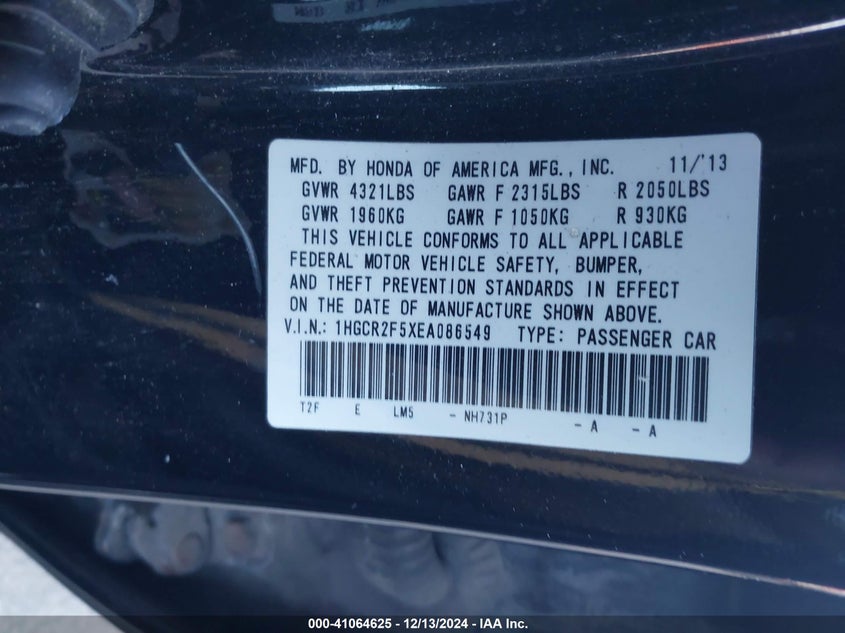 MFD. BY HONDA OF AMERICA MFG., INC. 11/'13
GVWR 4321LBS GAWR F 2315LBS R 2050LBS
GVWR 1960KG GAWR F 1050KG R 930KG
THIS VEHICLE CONFORMS TO ALL APPLICABLE
FEDERAL MOTOR VEHICLE SAFETY, BUMPER,
AND THEFT PREVENTION STANDARDS IN EFFECT
ON THE DATE OF MANUFACTURE SHOWN ABOVE.
V.I.N.: 1HGCR2F5XEA086549 TYPE: PASSENGER CAR
T2F E LM5 - NH731P - A - A
000-41064625 - 12/13/2024 - IAA Inc.